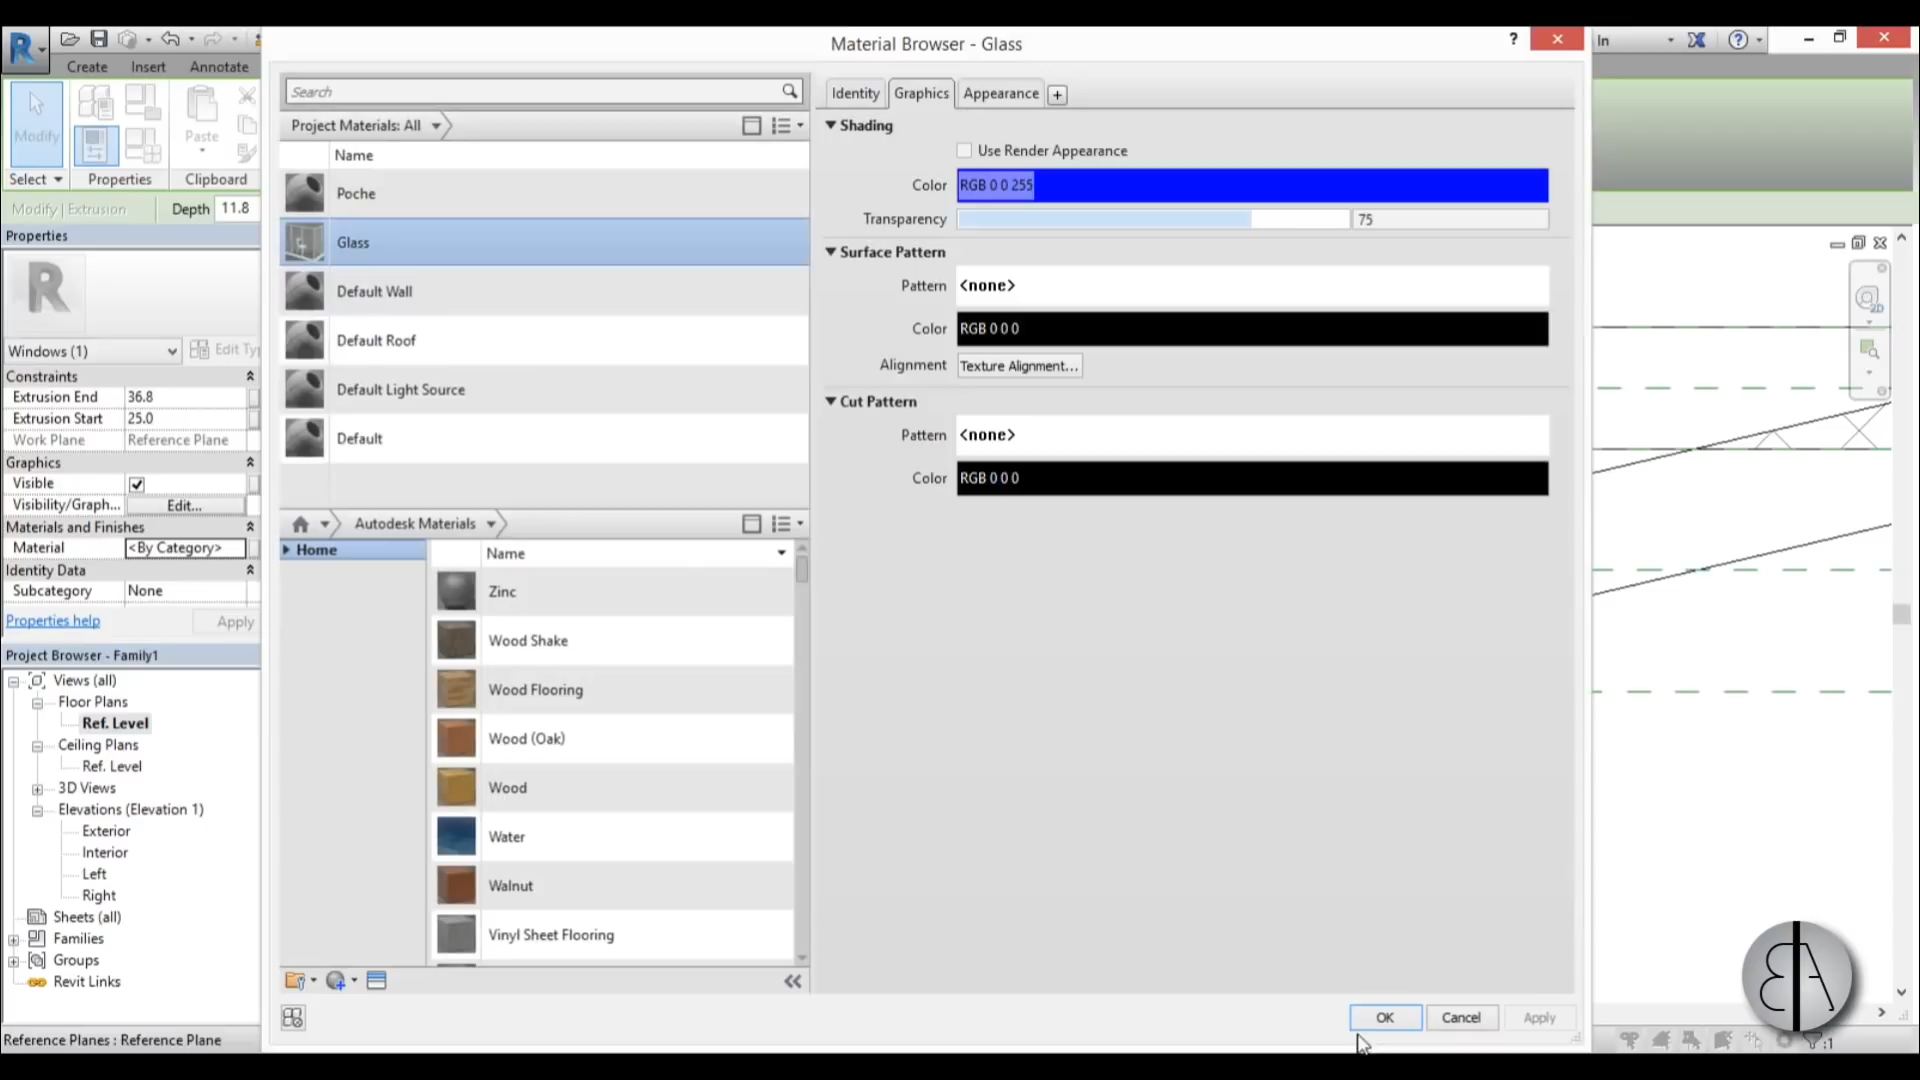 Material Browser - Glass
?
In
Create
Insert
Annotate
Search
Identity
Graphics
Appearance
+
Modify
Paste
Project Materials: All
Shading
Name
Use Render Appearance
Select
Properties
Clipboard
Poche
Color
RGB 0 0 255
Modify | Extrusion
Depth
11.8
Transparency
75
Properties
Glass
Surface Pattern
2D
Default Wall
Pattern
<none>
Color
RGB 0 0 0
Windows (1)
Default Roof
Alignment
Texture Alignment...
Constraints
Extrusion End
36.8
Default Light Source
Cut Pattern
Extrusion Start
25.0
Work Plane
Reference Plane
Default
Pattern
<none>
Graphics
Visible
Color
RGB 0 0 0
Visibility/Graph...
Edit...
Materials and Finishes
Autodesk Materials
Material
<By Category>
Home
Name
Identity Data
Subcategory
None
Zinc
Properties help
Apply
Wood Shake
Project Browser - Family1
Views (all)
Wood Flooring
Floor Plans
Ref. Level
Wood (Oak)
Ceiling Plans
Ref. Level
3D Views
Wood
Elevations (Elevation 1)
Exterior
Water
Interior
Left
Walnut
Right
Sheets (all)
Vinyl Sheet Flooring
Families
Groups
Revit Links
OK
Cancel
Apply
Reference Planes : Reference Plane
:1